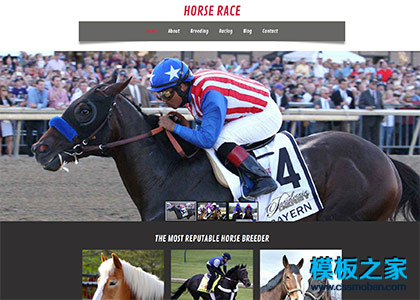 HORSE RACE
Home About Breeding Racing Blog Contact
4
TAVERN
THE MOST REPUTABLE HORSE BREEDER
模板之家
www.cssmoban.com